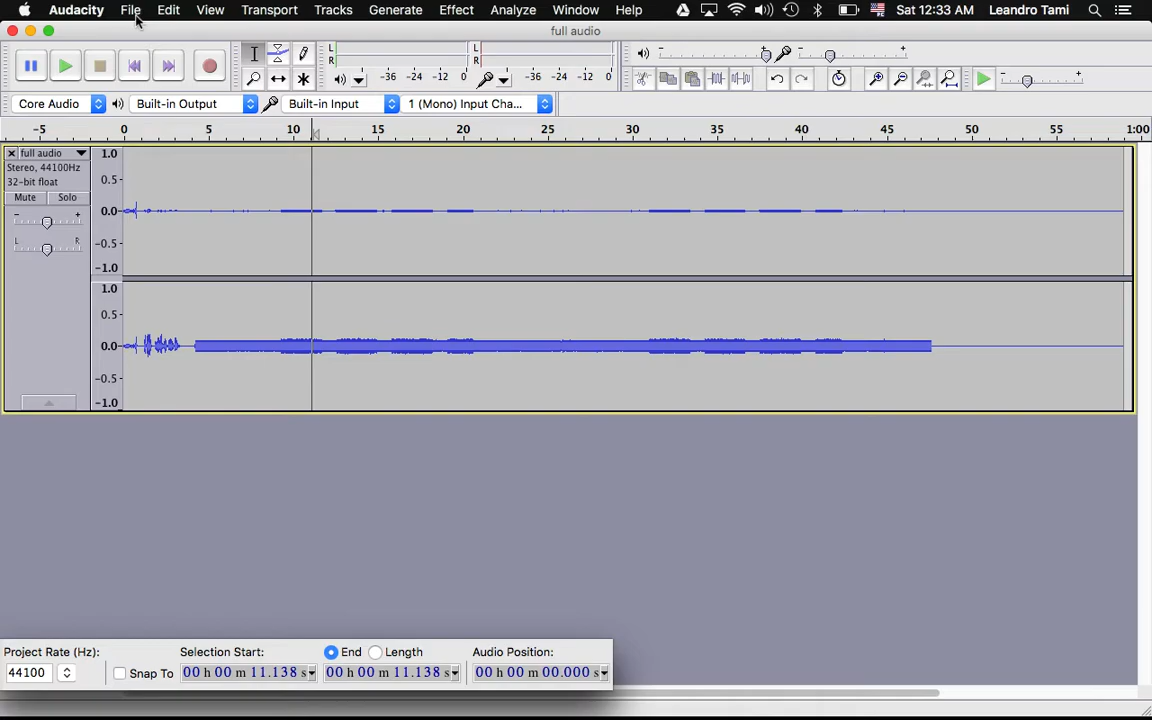 Audacity File Edit View Transport Tracks Generate Effect Analyze Window Help Sat 12:33 AM Leandro Tami
full audio
L
R
-36 -24 -12 0
L
R
-36 -24 -12 0
Core Audio Built-in Output Built-in Input 1 (Mono) Input Cha...
-5 0 5 10 15 20 25 30 35 40 45 50 55 1:00
× full audio
Stereo, 44100Hz
32-bit float
Mute Solo
- +
L R
1.0
0.5
0.0
-0.5
-1.0
1.0
0.5
0.0
-0.5
-1.0
Project Rate (Hz): Selection Start: End Length Audio Position:
44100 Snap To 00 h 00 m 11.138 s 00 h 00 m 11.138 s 00 h 00 m 00.000 s